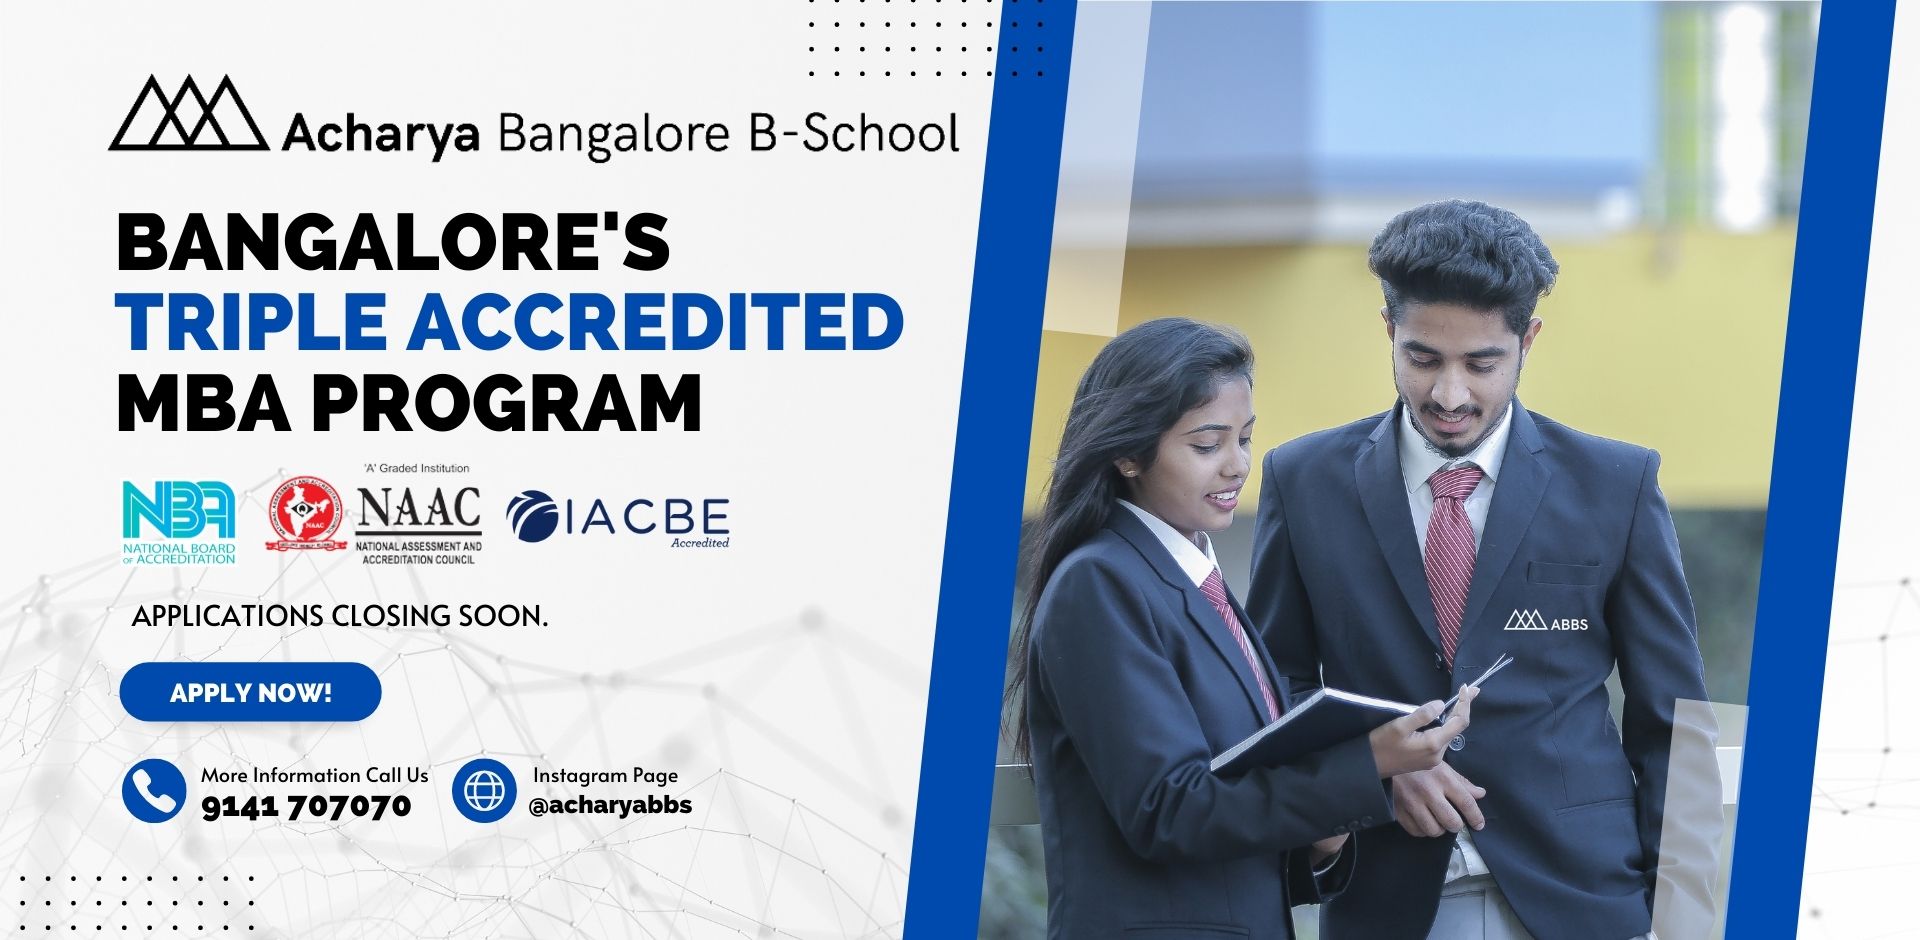 Acharya Bangalore B-School
BANGALORE'S
TRIPLE ACCREDITED
MBA PROGRAM
NBA
NATIONAL BOARD
OF ACCREDITATION
NAAC
'A' Graded Institution
NAAC
NATIONAL ASSESSMENT AND
ACCREDITATION COUNCIL
IACBE
Accredited
APPLICATIONS CLOSING SOON.
APPLY NOW!
More Information Call Us
9141 707070
Instagram Page
@acharyabbs
ABBS